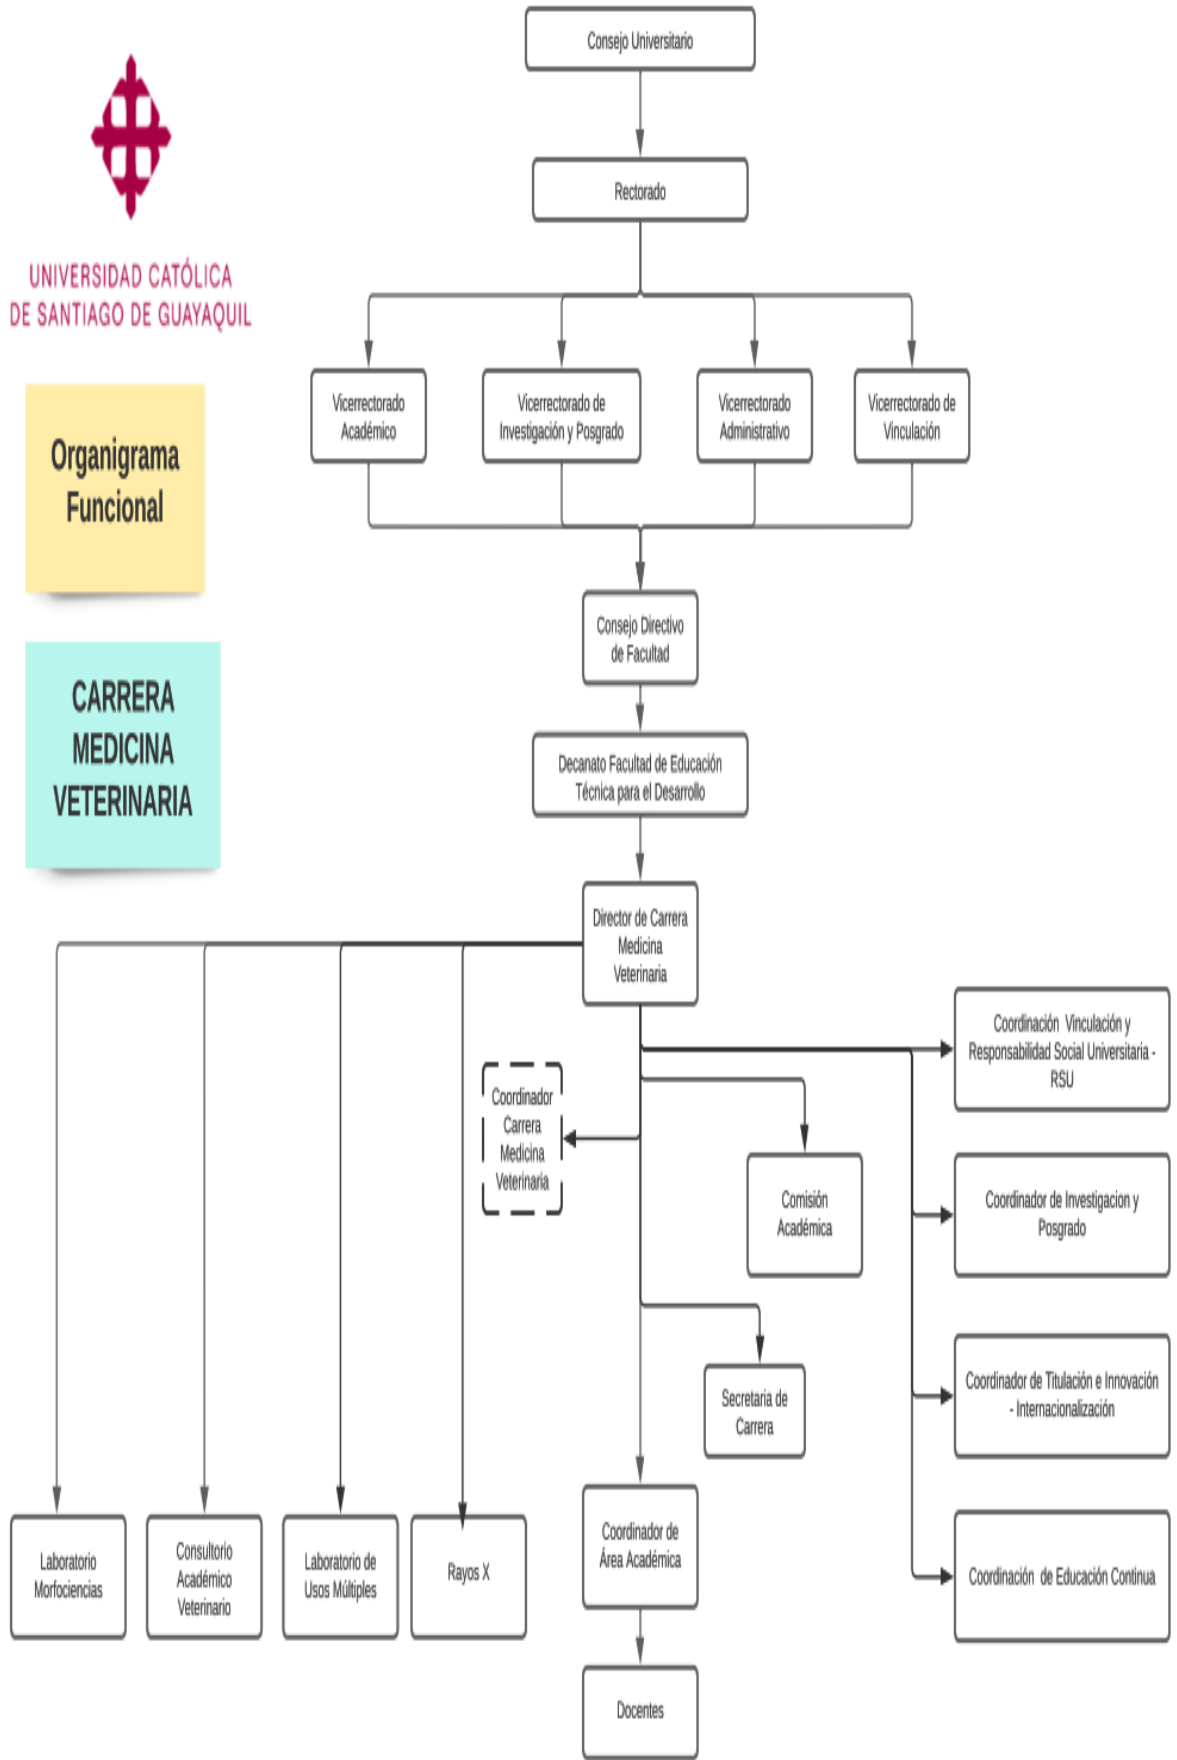 Consejo Universitario
Rectorado
UNIVERSIDAD CATÓLICA
DE SANTIAGO DE GUAYAQUIL
Vicerrectorado
Académico
Vicerrectorado de
Investigación y Posgrado
Vicerrectorado
Administrativo
Vicerrectorado de
Vinculación
Organigrama
Funcional
Consejo Directivo
de Facultad
CARRERA
MEDICINA
VETERINARIA
Decanato Facultad de Educación
Técnica para el Desarrollo
Director de Carrera
Medicina
Veterinaria
Coordinación Vinculación y
Responsabilidad Social Universitaria -
RSU
Coordinador
Carrera
Medicina
Veterinaria
Comisión
Académica
Coordinador de Investigacion y
Posgrado
Secretaria de
Carrera
Coordinador de Titulación e Innovación
- Internacionalización
Laboratorio
Morfociencias
Consultorio
Académico
Veterinario
Laboratorio de
Usos Múltiples
Rayos X
Coordinador de
Área Académica
Coordinación de Educación Continua
Docentes